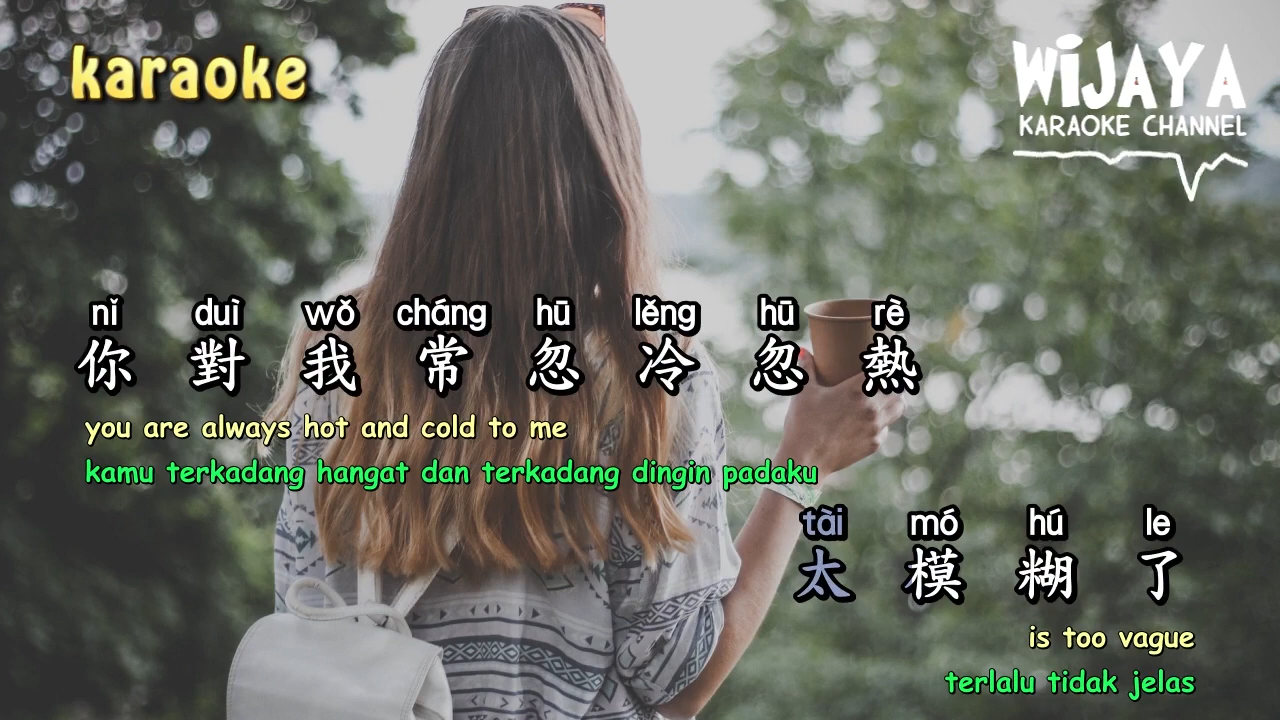 karaoke
WiJAYA
KARAOKE CHANNEL
nǐ duì wǒ cháng hū lěng hū rè
你 對 我 常 忽 冷 忽 熱
you are always hot and cold to me
kamu terkadang hangat dan terkadang dingin padaku
tài mó hú le
太 模 糊 了
is too vague
terlalu tidak jelas